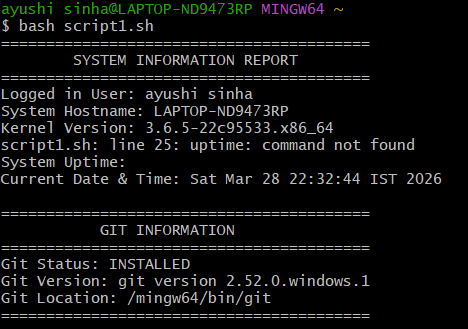 ayushi sinha@LAPTOP-ND9473RP MINGW64 ~
$ bash script1.sh
=========================================
SYSTEM INFORMATION REPORT
=========================================
Logged in User: ayushi sinha
System Hostname: LAPTOP-ND9473RP
Kernel Version: 3.6.5-22c95533.x86_64
script1.sh: line 25: uptime: command not found
System Uptime:
Current Date & Time: Sat Mar 28 22:32:44 IST 2026
=========================================
GIT INFORMATION
=========================================
Git Status: INSTALLED
Git Version: git version 2.52.0.windows.1
Git Location: /mingw64/bin/git
=========================================